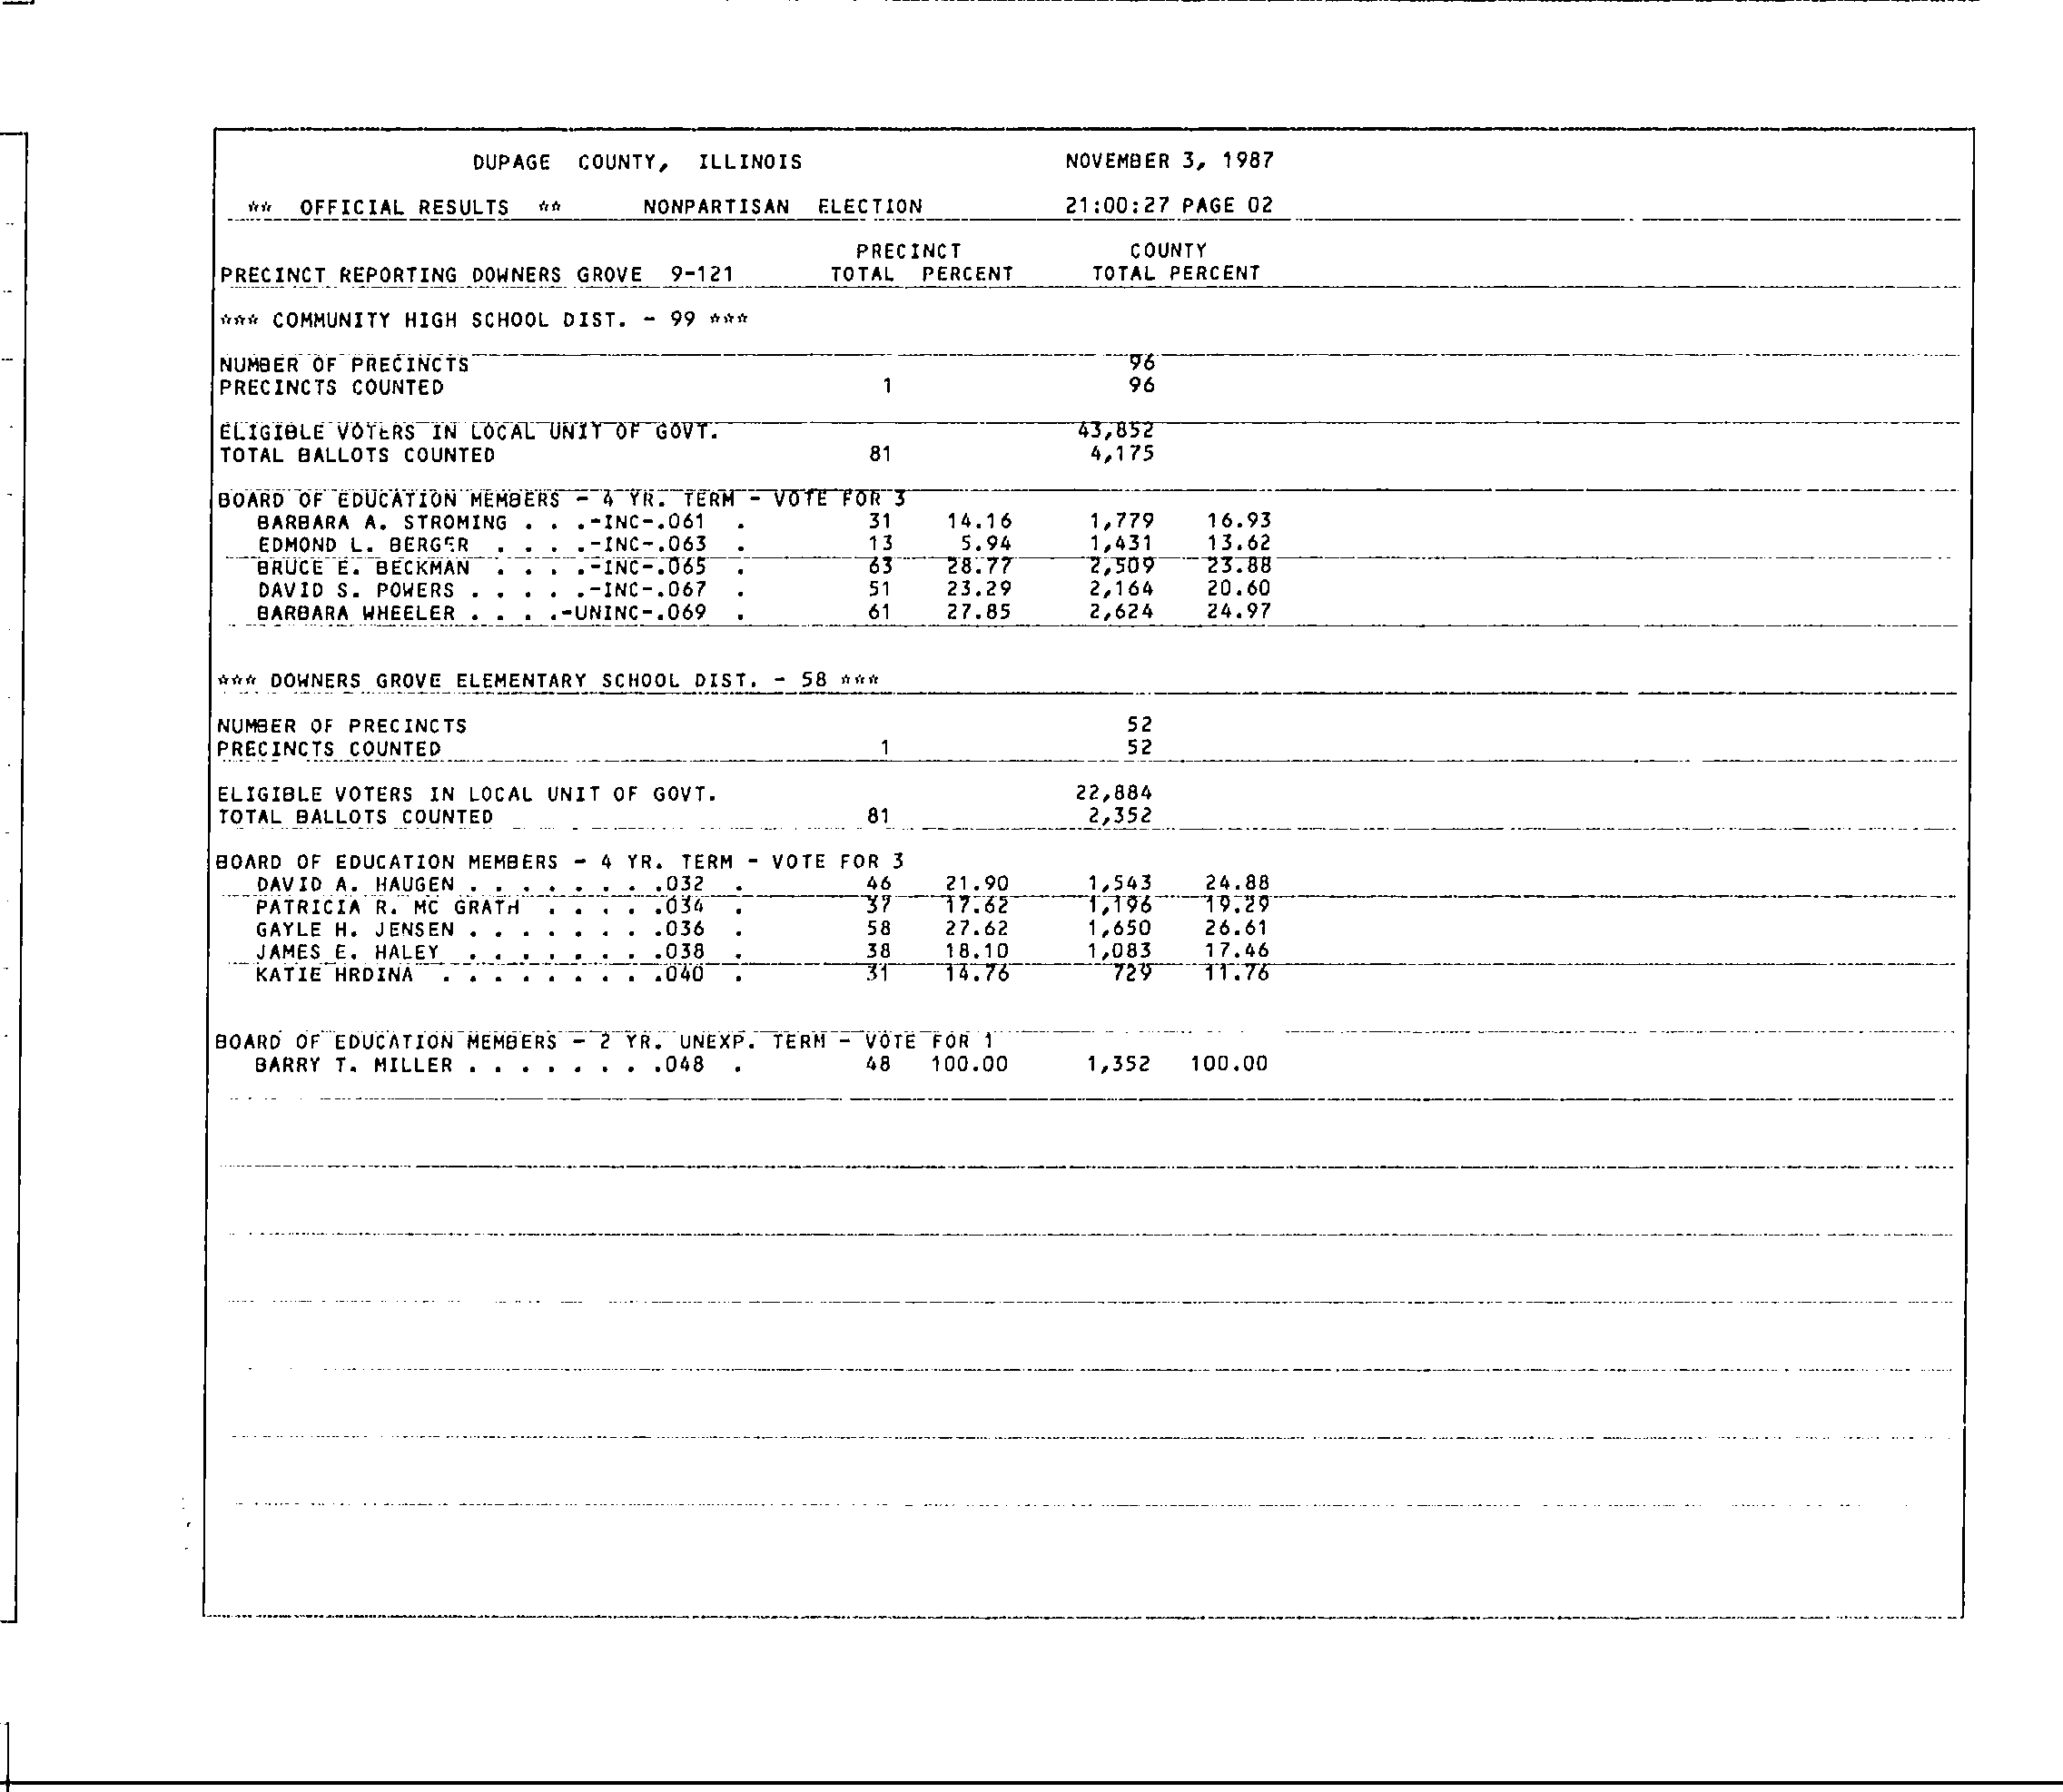 DUPAGE COUNTY, ILLINOIS NOVEMBER 3, 1987
** OFFICIAL RESULTS ** NONPARTISAN ELECTION 21:00:27 PAGE 02
PRECINCT COUNTY
PRECINCT REPORTING DOWNERS GROVE 9-121 TOTAL PERCENT TOTAL PERCENT
*** COMMUNITY HIGH SCHOOL DIST. - 99 ***
NUMBER OF PRECINCTS 96
PRECINCTS COUNTED 1 96
ELIGIBLE VOTERS IN LOCAL UNIT OF GOVT. 43,852
TOTAL BALLOTS COUNTED 81 4,175
BOARD OF EDUCATION MEMBERS - 4 YR. TERM - VOTE FOR 3
BARBARA A. STROMING . . .-INC-.061 . 31 14.16 1,779 16.93
EDMOND L. BERGER . . . .-INC-.063 . 13 5.94 1,431 13.62
BRUCE E. BECKMAN . . . .-INC-.065 . 63 28.77 2,509 23.88
DAVID S. POWERS . . . . .-INC-.067 . 51 23.29 2,164 20.60
BARBARA WHEELER . . . .-UNINC-.069 . 61 27.85 2,624 24.97
*** DOWNERS GROVE ELEMENTARY SCHOOL DIST. - 58 ***
NUMBER OF PRECINCTS 52
PRECINCTS COUNTED 1 52
ELIGIBLE VOTERS IN LOCAL UNIT OF GOVT. 22,884
TOTAL BALLOTS COUNTED 81 2,352
BOARD OF EDUCATION MEMBERS - 4 YR. TERM - VOTE FOR 3
DAVID A. HAUGEN . . . . . . . .032 . 46 21.90 1,543 24.88
PATRICIA R. MC GRATH . . . . .034 . 37 17.62 1,196 19.29
GAYLE H. JENSEN . . . . . . . .036 . 58 27.62 1,650 26.61
JAMES E. HALEY . . . . . . . .038 . 38 18.10 1,083 17.46
KATIE HRDINA . . . . . . . . .040 . 31 14.76 729 11.76
BOARD OF EDUCATION MEMBERS - 2 YR. UNEXP. TERM - VOTE FOR 1
BARRY T. MILLER . . . . . . . .048 . 48 100.00 1,352 100.00